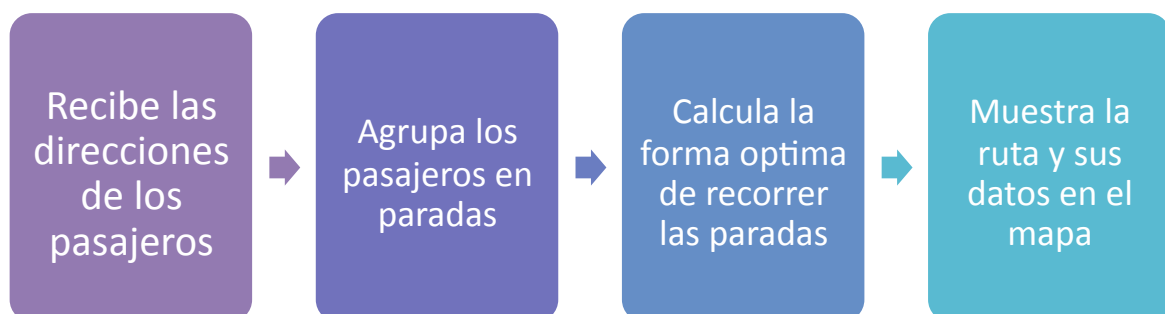 Recibe las
direcciones
de los
pasajeros
Agrupa los
pasajeros en
paradas
Calcula la
forma optima
de recorrer
las paradas
Muestra la
ruta y sus
datos en el
mapa